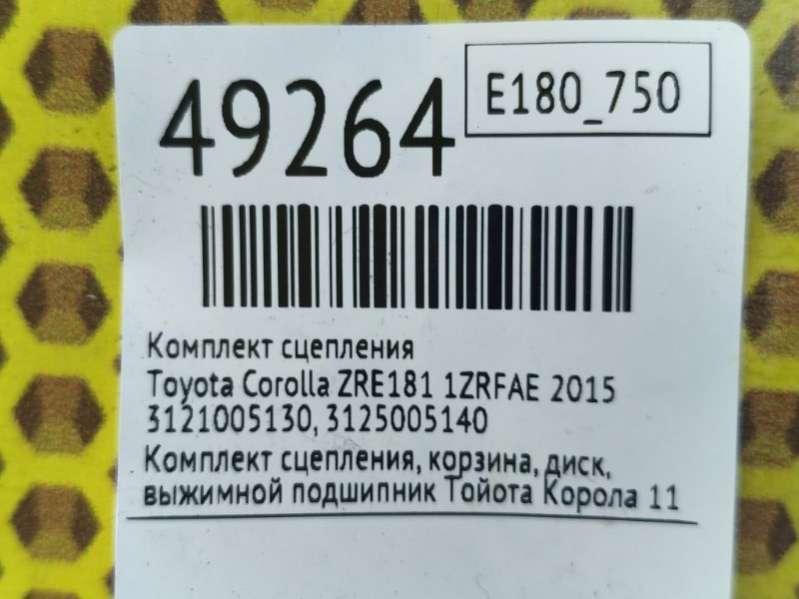 49264
E180_750
Комплект сцепления
Toyota Corolla ZRE181 1ZRFAE 2015
3121005130, 3125005140
Комплект сцепления, корзина, диск,
выжимной подшипник Тойота Корола 11